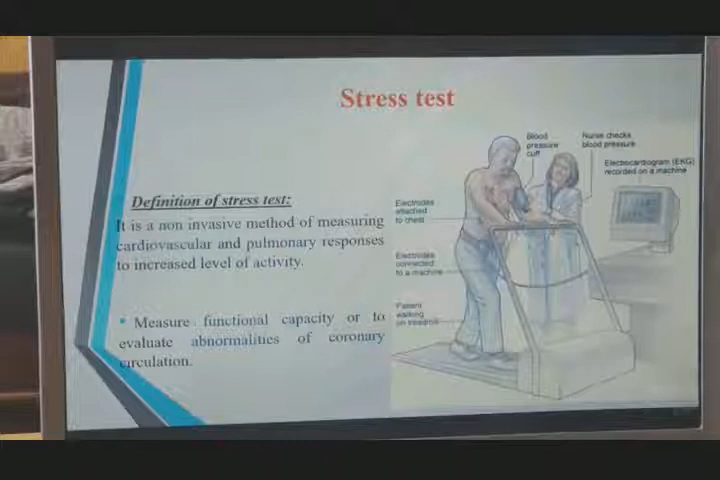 Stress test
Definition of stress test:
It is a non invasive method of measuring
cardiovascular and pulmonary responses
to increased level of activity.
• Measure functional capacity or to
evaluate abnormalities of coronary
circulation.
Blood
pressure
cuff
Nurse checks
blood pressure
Electrocardiogram (EKG)
recorded on a machine
Electrodes
attached
to chest
Electrodes
connected
to a machine
Patient
walking
on treadmill